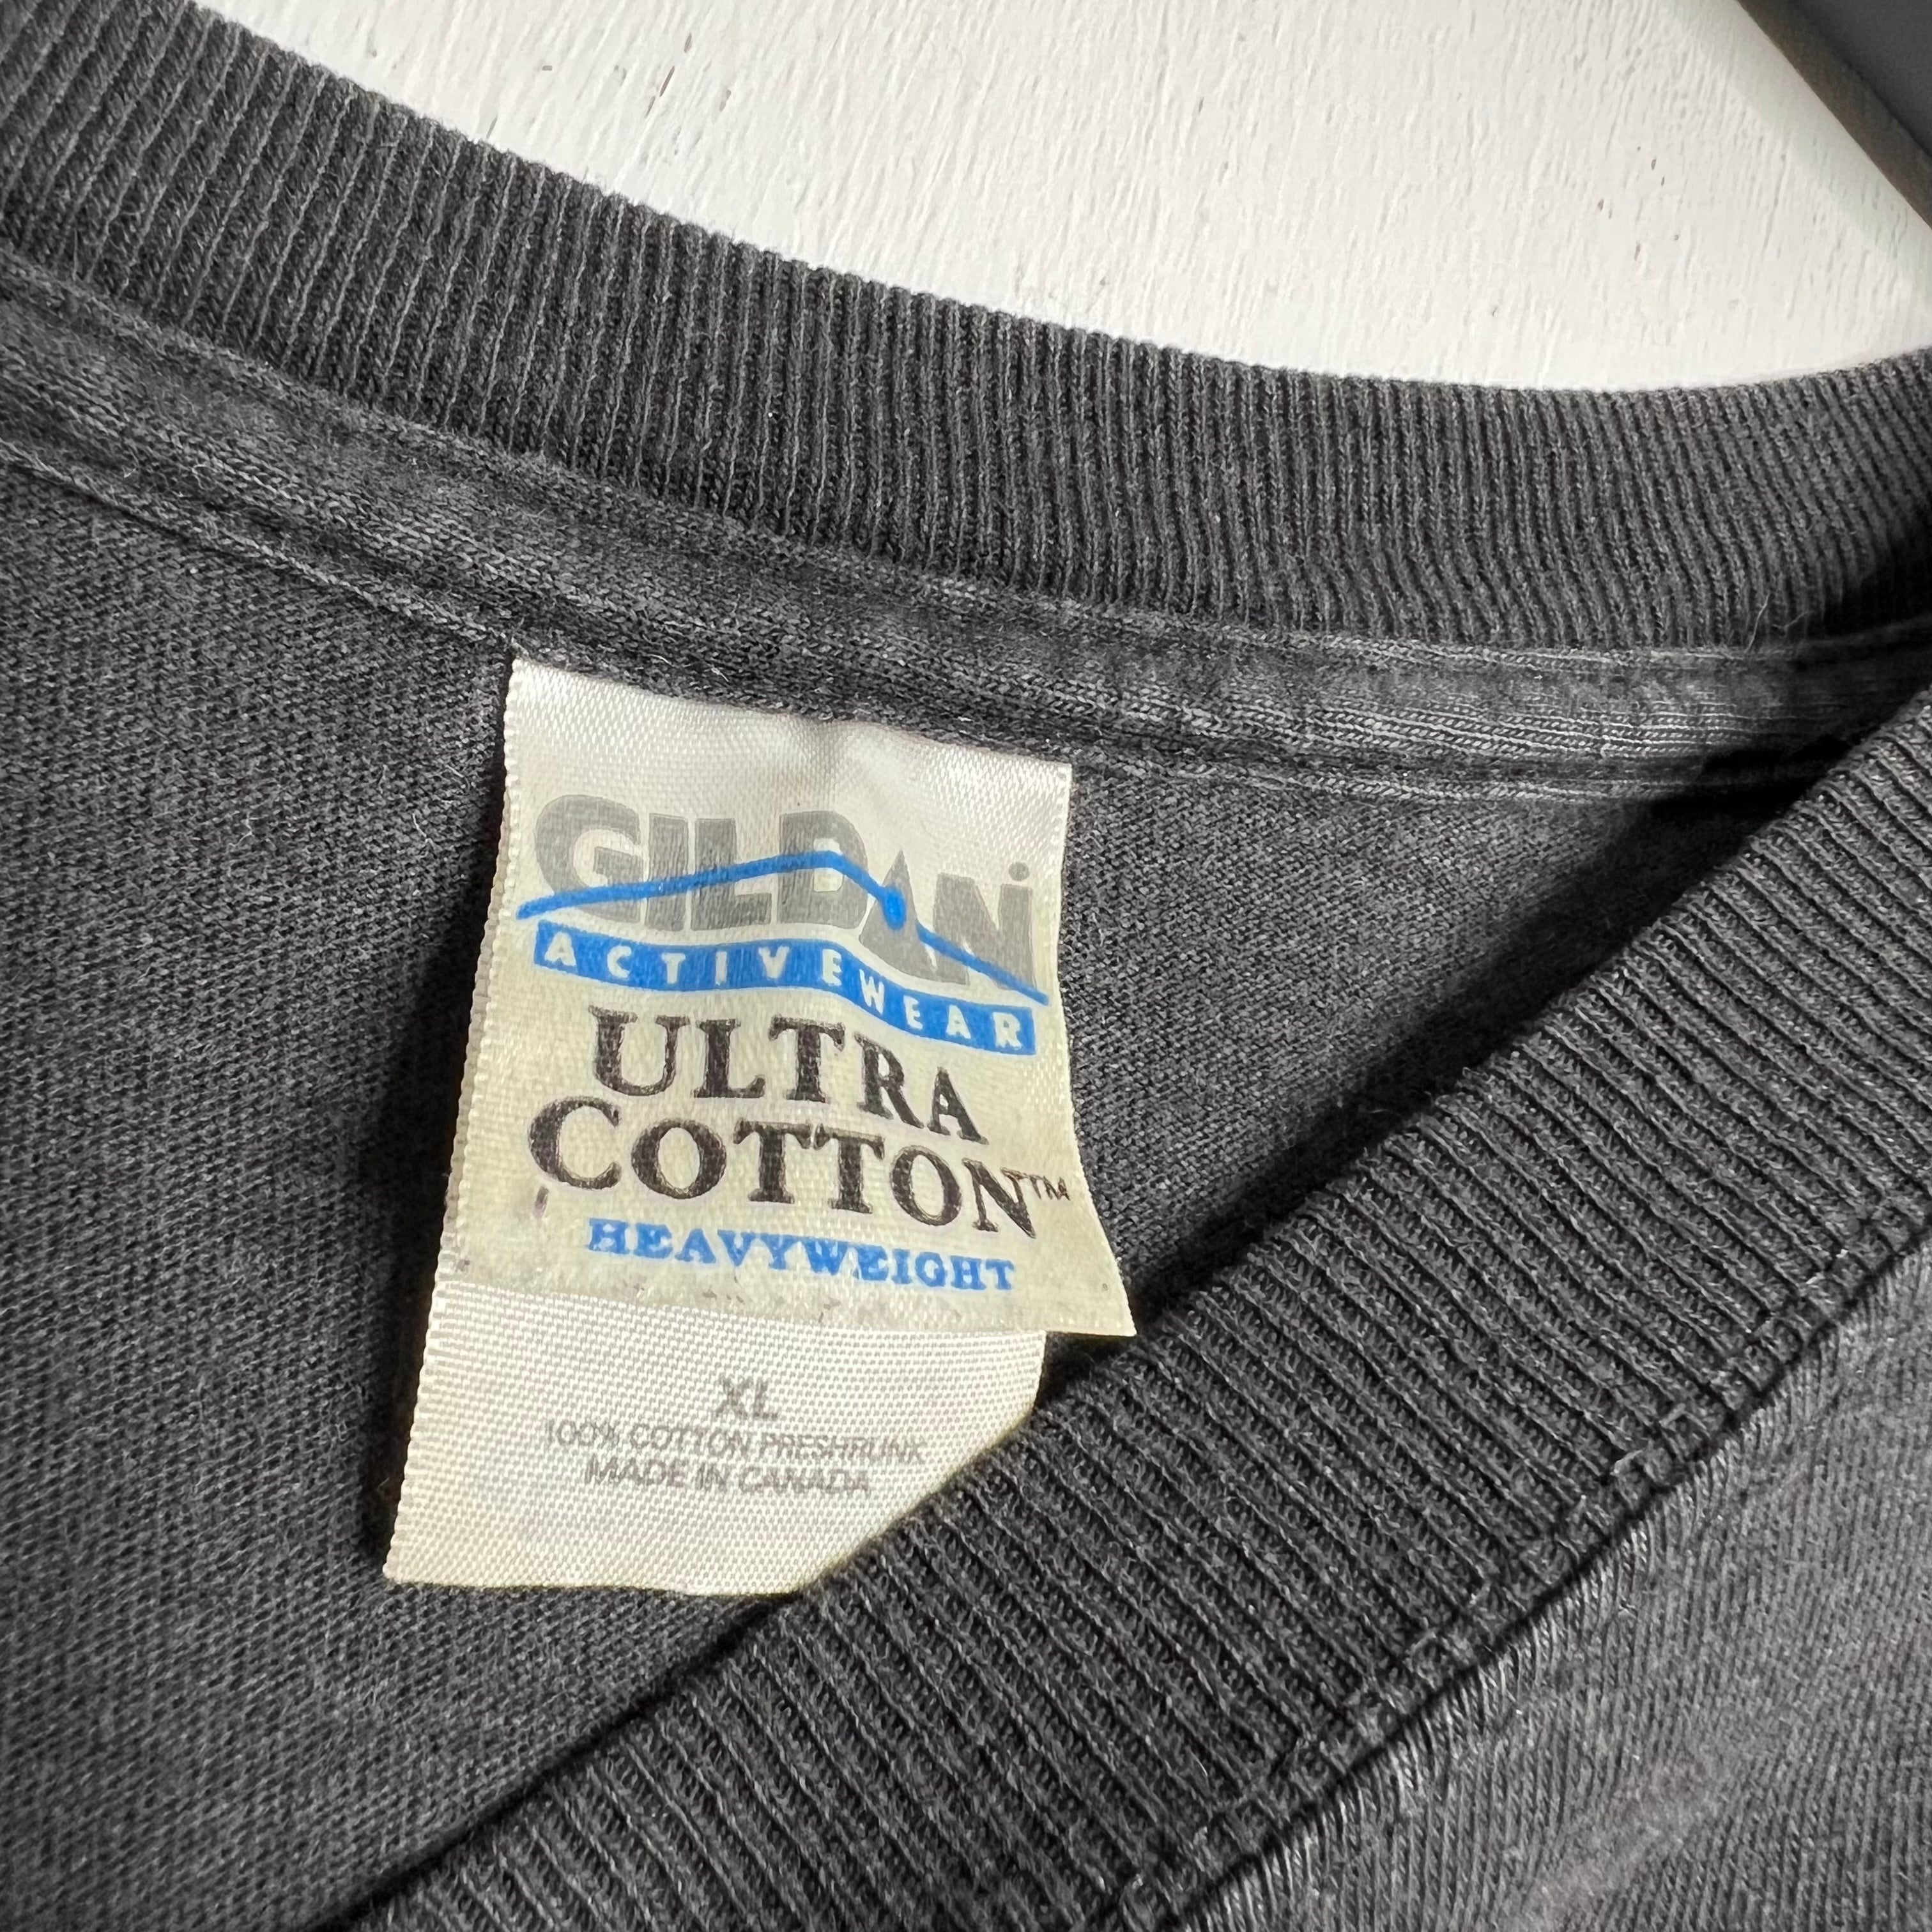 GILDAN
ACTIVEWEAR
ULTRA
COTTON™
HEAVYWEIGHT
XL
100% COTTON PRESHRUNK
MADE IN CANADA